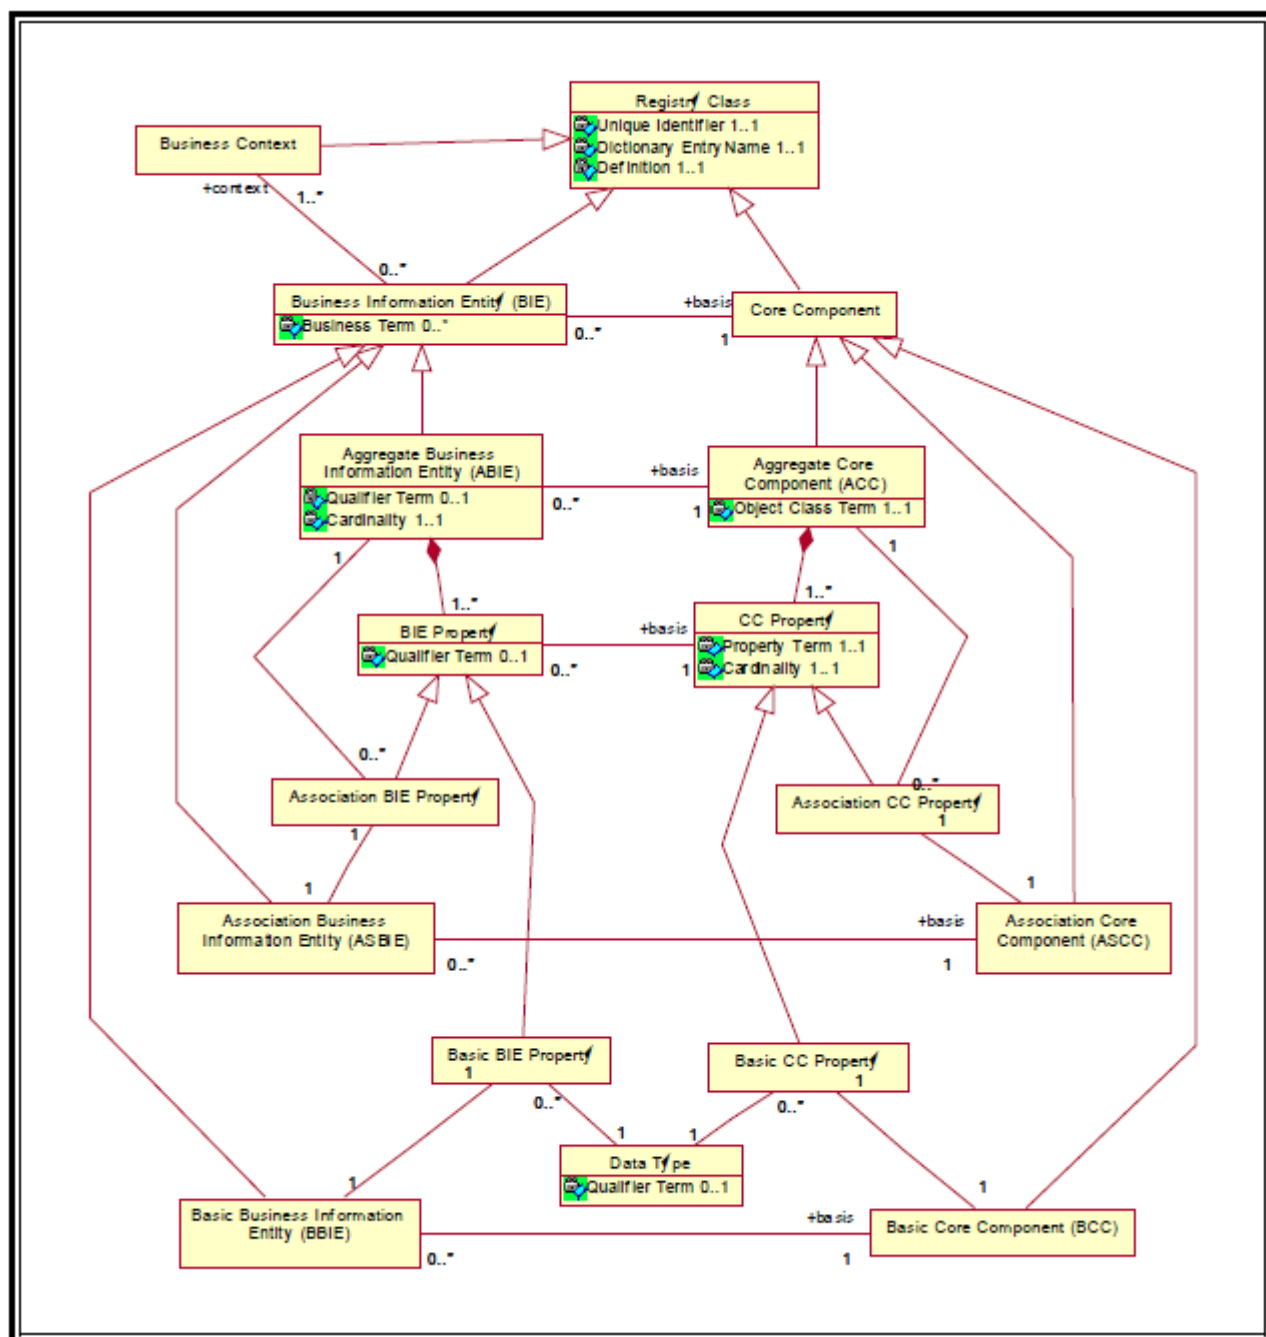 Registry Class
Unique Identifier 1..1
Dictionary Entry Name 1..1
Definition 1..1
Business Context
+context
1..*
0..*
Business Information Entity (BIE)
Business Term 0..*
+basis
0..*
1
Core Component
Aggregate Business
Information Entity (ABIE)
Qualifier Term 0..1
Cardinality 1..1
+basis
0..*
1
Aggregate Core
Component (ACC)
Object Class Term 1..1
1
1
1..*
1..*
BIE Property
Qualifier Term 0..1
+basis
0..*
1
CC Property
Property Term 1..1
Cardinality 1..1
0..*
0..*
Association BIE Property
1
Association CC Property
1
1
1
Association Business
Information Entity (ASBIE)
+basis
0..*
1
Association Core
Component (ASCC)
Basic BIE Property
1
Basic CC Property
1
0..*
0..*
1
1
Data Type
Qualifier Term 0..1
1
1
Basic Business Information
Entity (BBIE)
+basis
0..*
1
Basic Core Component (BCC)